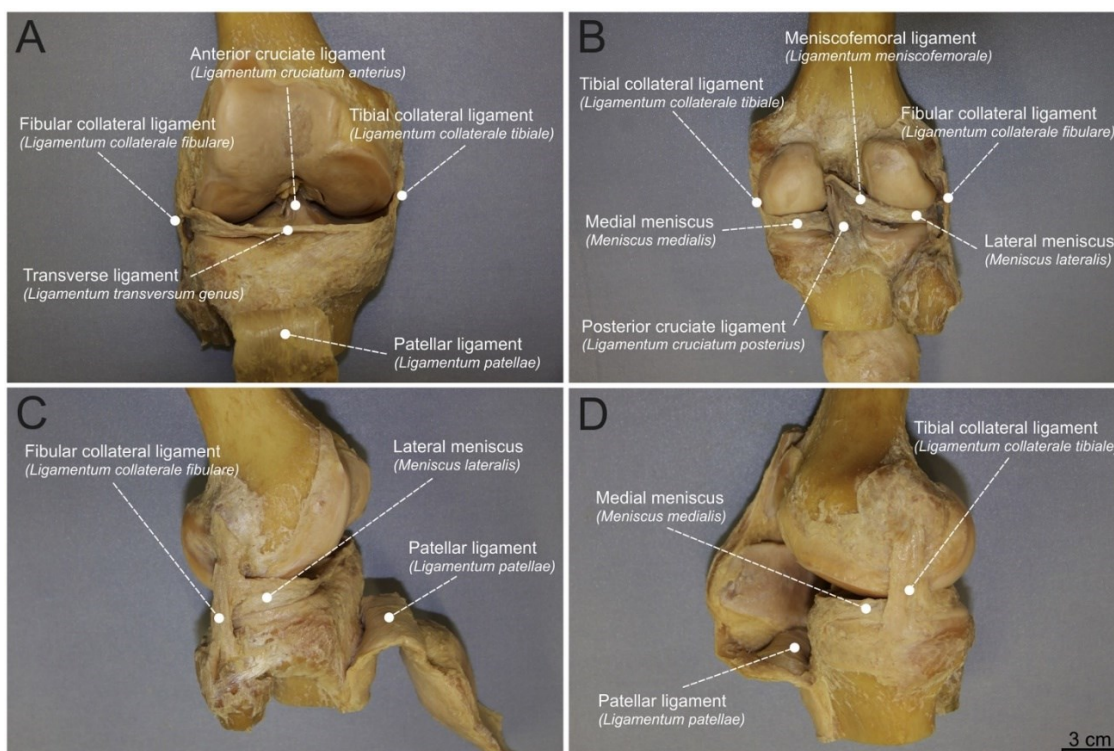 A
Anterior cruciate ligament
(Ligamentum cruciatum anterius)
Fibular collateral ligament
(Ligamentum collaterale fibulare)
Tibial collateral ligament
(Ligamentum collaterale tibiale)
Transverse ligament
(Ligamentum transversum genus)
Patellar ligament
(Ligamentum patellae)
B
Meniscofemoral ligament
(Ligamentum meniscofemorale)
Tibial collateral ligament
(Ligamentum collaterale tibiale)
Fibular collateral ligament
(Ligamentum collaterale fibulare)
Medial meniscus
(Meniscus medialis)
Lateral meniscus
(Meniscus lateralis)
Posterior cruciate ligament
(Ligamentum cruciatum posterius)
C
Fibular collateral ligament
(Ligamentum collaterale fibulare)
Lateral meniscus
(Meniscus lateralis)
Patellar ligament
(Ligamentum patellae)
D
Tibial collateral ligament
(Ligamentum collaterale tibiale)
Medial meniscus
(Meniscus medialis)
Patellar ligament
(Ligamentum patellae)
3 cm